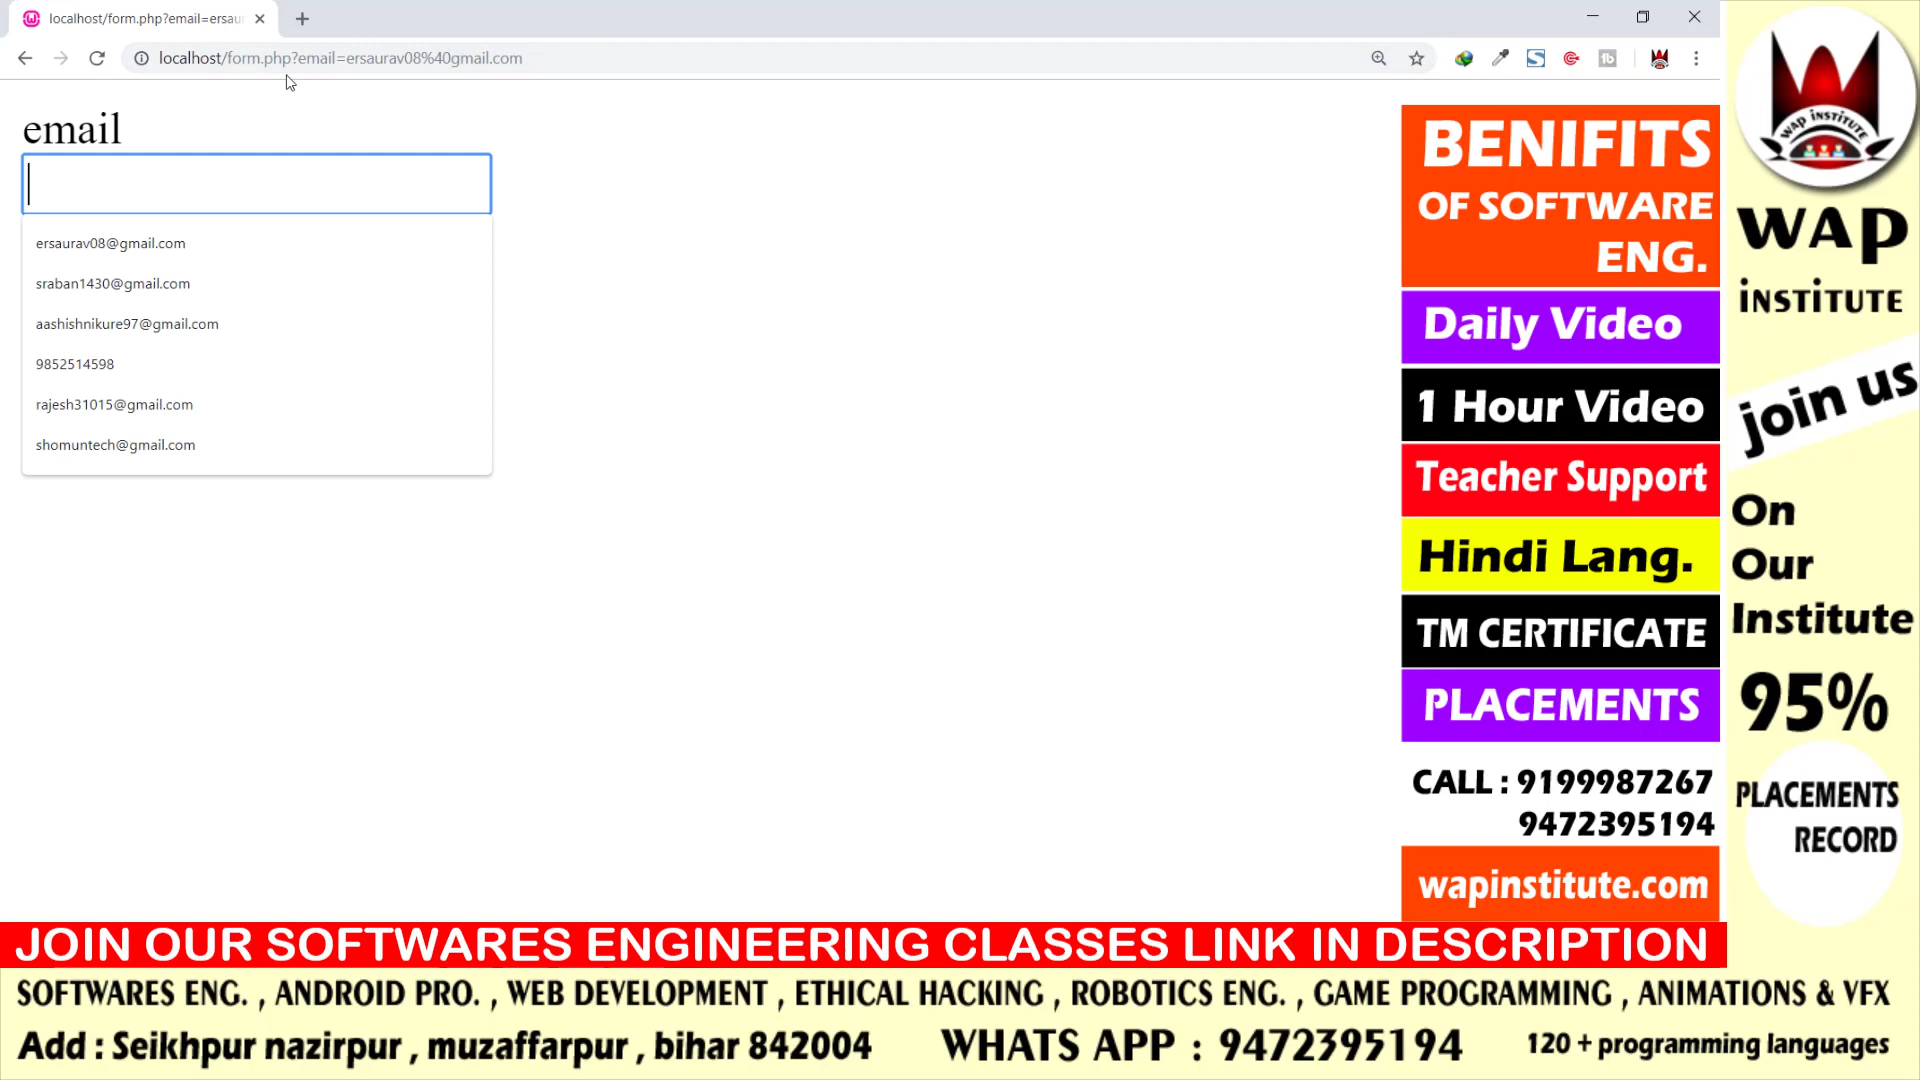 localhost/form.php?email=ersaur
localhost/form.php?email=ersaurav08%40gmail.com
email
ersaurav08@gmail.com
sraban1430@gmail.com
aashishnikure97@gmail.com
9852514598
rajesh31015@gmail.com
shomuntech@gmail.com
BENIFITS
OF SOFTWARE
ENG.
Daily Video
1 Hour Video
Teacher Support
Hindi Lang.
TM CERTIFICATE
PLACEMENTS
CALL : 9199987267
9472395194
wapinstitute.com
WAP INSTITUTE
WAP
INSTITUTE
join us
On
Our
Institute
95%
PLACEMENTS
RECORD
JOIN OUR SOFTWARES ENGINEERING CLASSES LINK IN DESCRIPTION
SOFTWARES ENG. , ANDROID PRO. , WEB DEVELOPMENT , ETHICAL HACKING , ROBOTICS ENG. , GAME PROGRAMMING , ANIMATIONS & VFX
Add : Seikhpur nazirpur , muzaffarpur , bihar 842004 WHATS APP : 9472395194 120 + programming languages